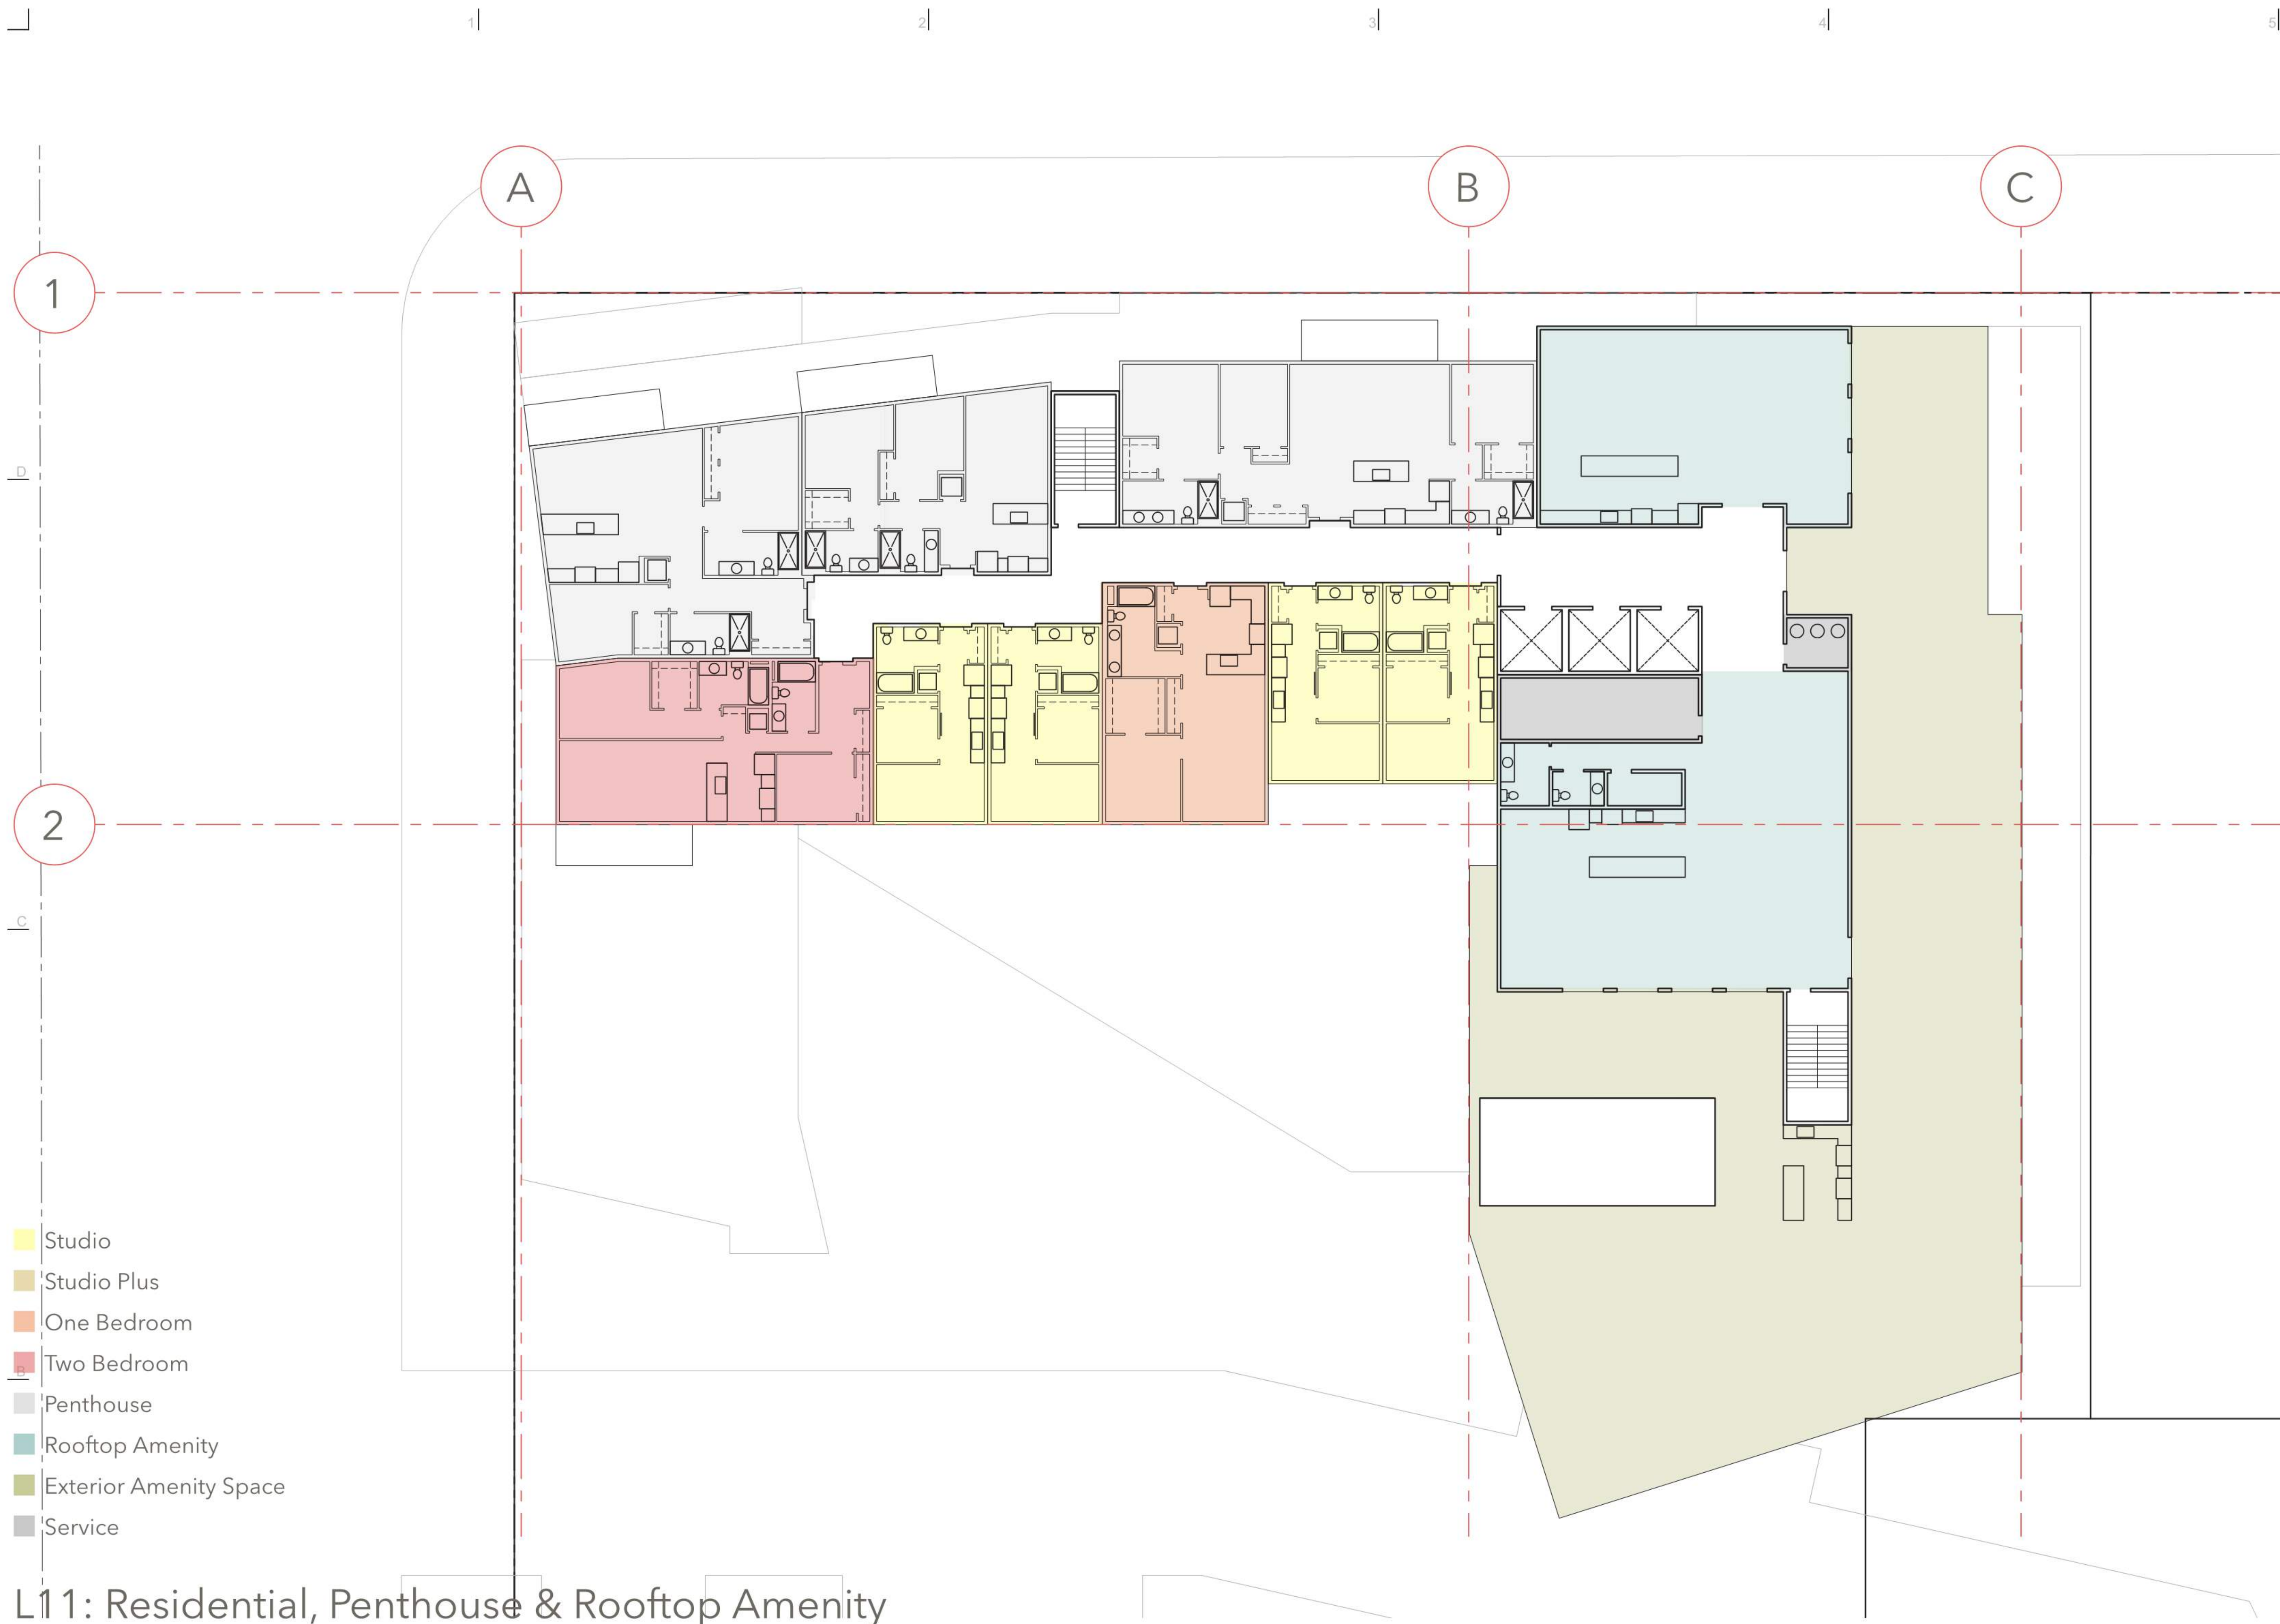 1
2
3
4
5
A
B
C
1
D
2
C
Studio
Studio Plus
One Bedroom
Two Bedroom
B
Penthouse
Rooftop Amenity
Exterior Amenity Space
Service
L11: Residential, Penthouse & Rooftop Amenity